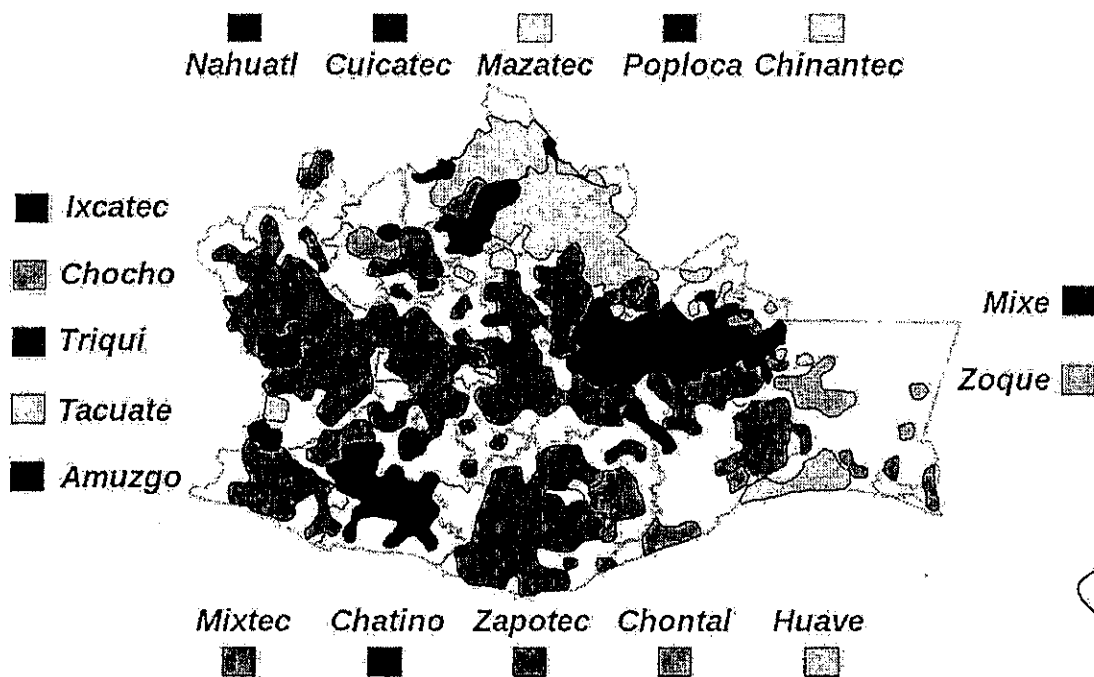 Nahuatl Cuicatec Mazatec Poploca Chinantec
Ixcatec
Chocho
Mixe
Triqui
Zoque
Tacuate
Amuzgo
Mixtec Chatino Zapotec Chontal Huave